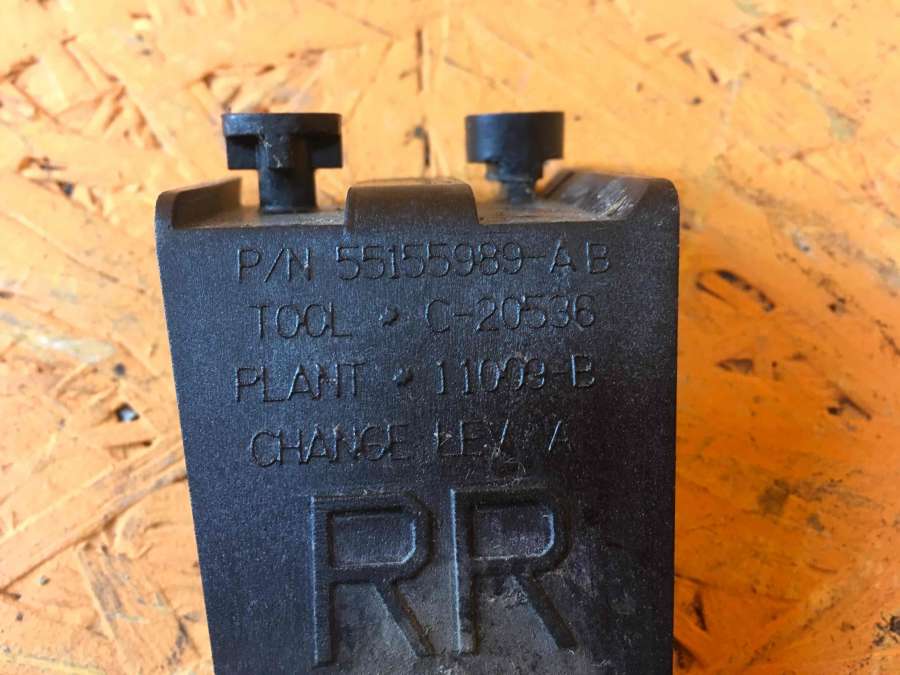 P/N 55155989-AB
TOOL • C-20536
PLANT • 11009-B
CHANGE LEV A
RR